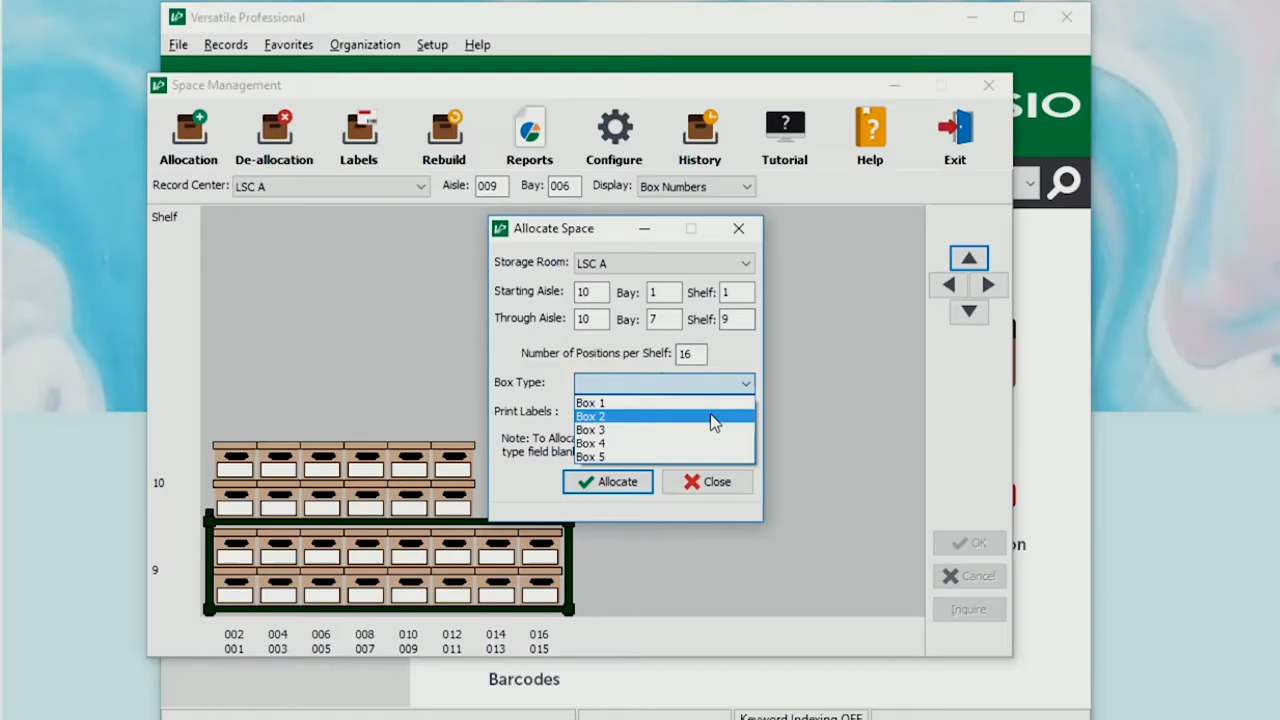 Versatile Professional
File Records Favorites Organization Setup Help
SIO
Space Management
Allocation De-allocation Labels Rebuild Reports Configure History Tutorial Help Exit
Record Center: LSC A Aisle: 009 Bay: 006 Display: Box Numbers
Shelf
Allocate Space
Storage Room: LSC A
Starting Aisle: 10 Bay: 1 Shelf: 1
Through Aisle: 10 Bay: 7 Shelf: 9
Number of Positions per Shelf: 16
Box Type:
Box 1
Print Labels :
Box 2
Box 3
Note: To Alloca
Box 4
type field blank
Box 5
Allocate Close
10
9
OK
on
Cancel
Inquire
002 004 006 008 010 012 014 016
001 003 005 007 009 011 013 015
Barcodes
Keyword Indexing OFF